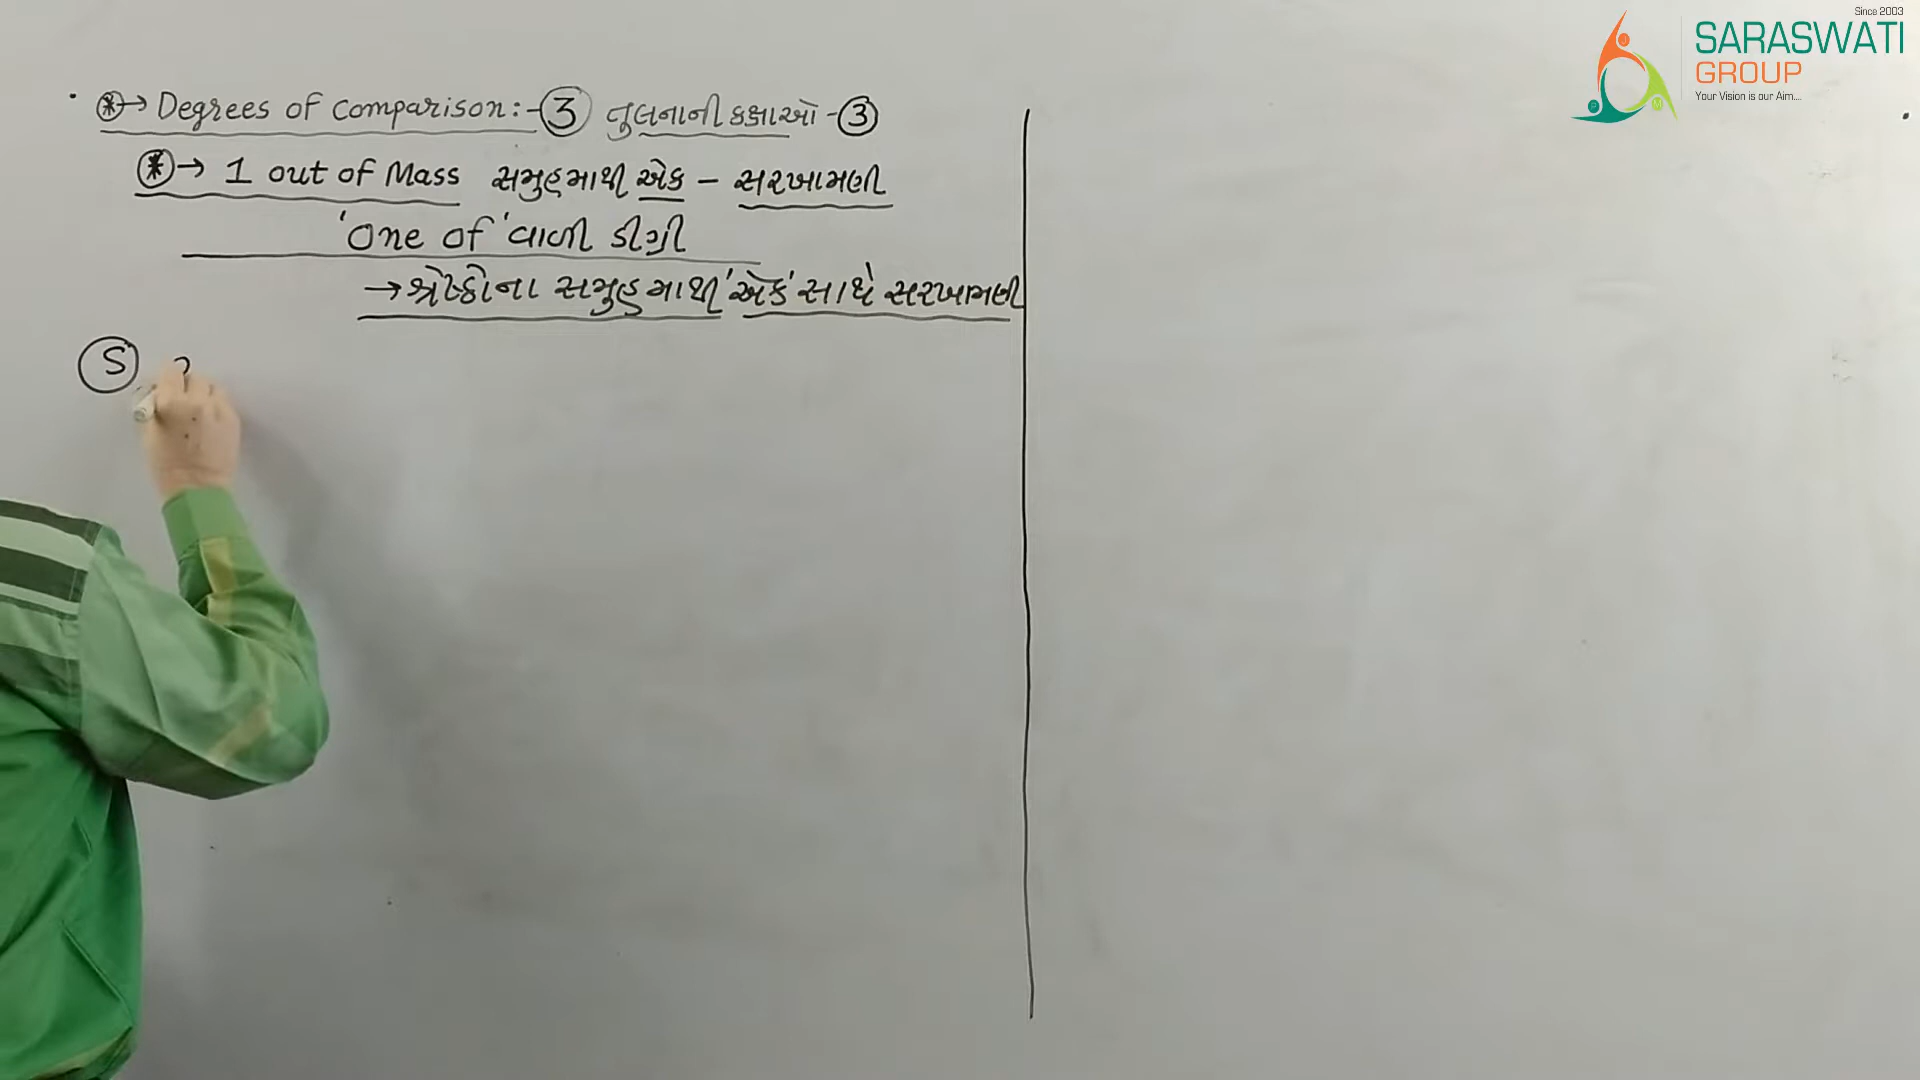 Since 2003
SARASWATI
GROUP
Your Vision is our Aim....
P M
⊛→ Degrees of comparison:-③ તુલનાની કક્ષાઓ -③
⊛→ 1 out of Mass સમુહમાથી એક - સરખામણી
'One of' વાળી ડીગ્રી
→શ્રેષ્ઠોના સમુહમાથી 'એક' સાથે સરખામણી
Ⓢ